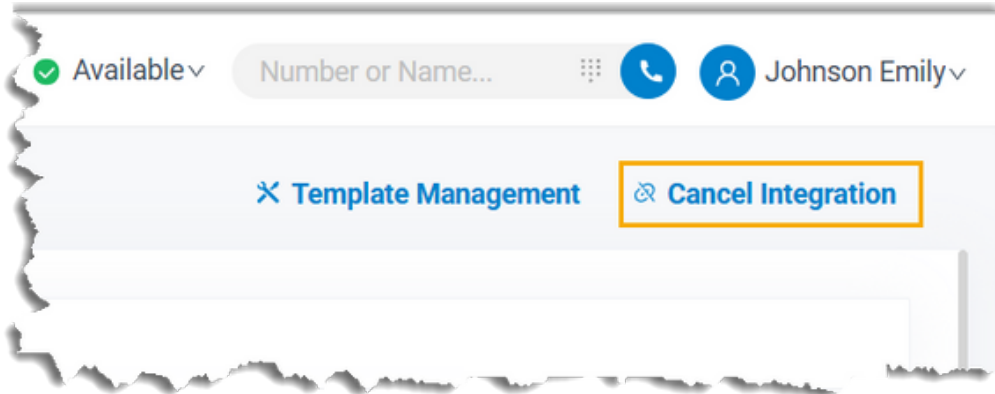 Available
Number or Name...
Johnson Emily
Template Management
Cancel Integration